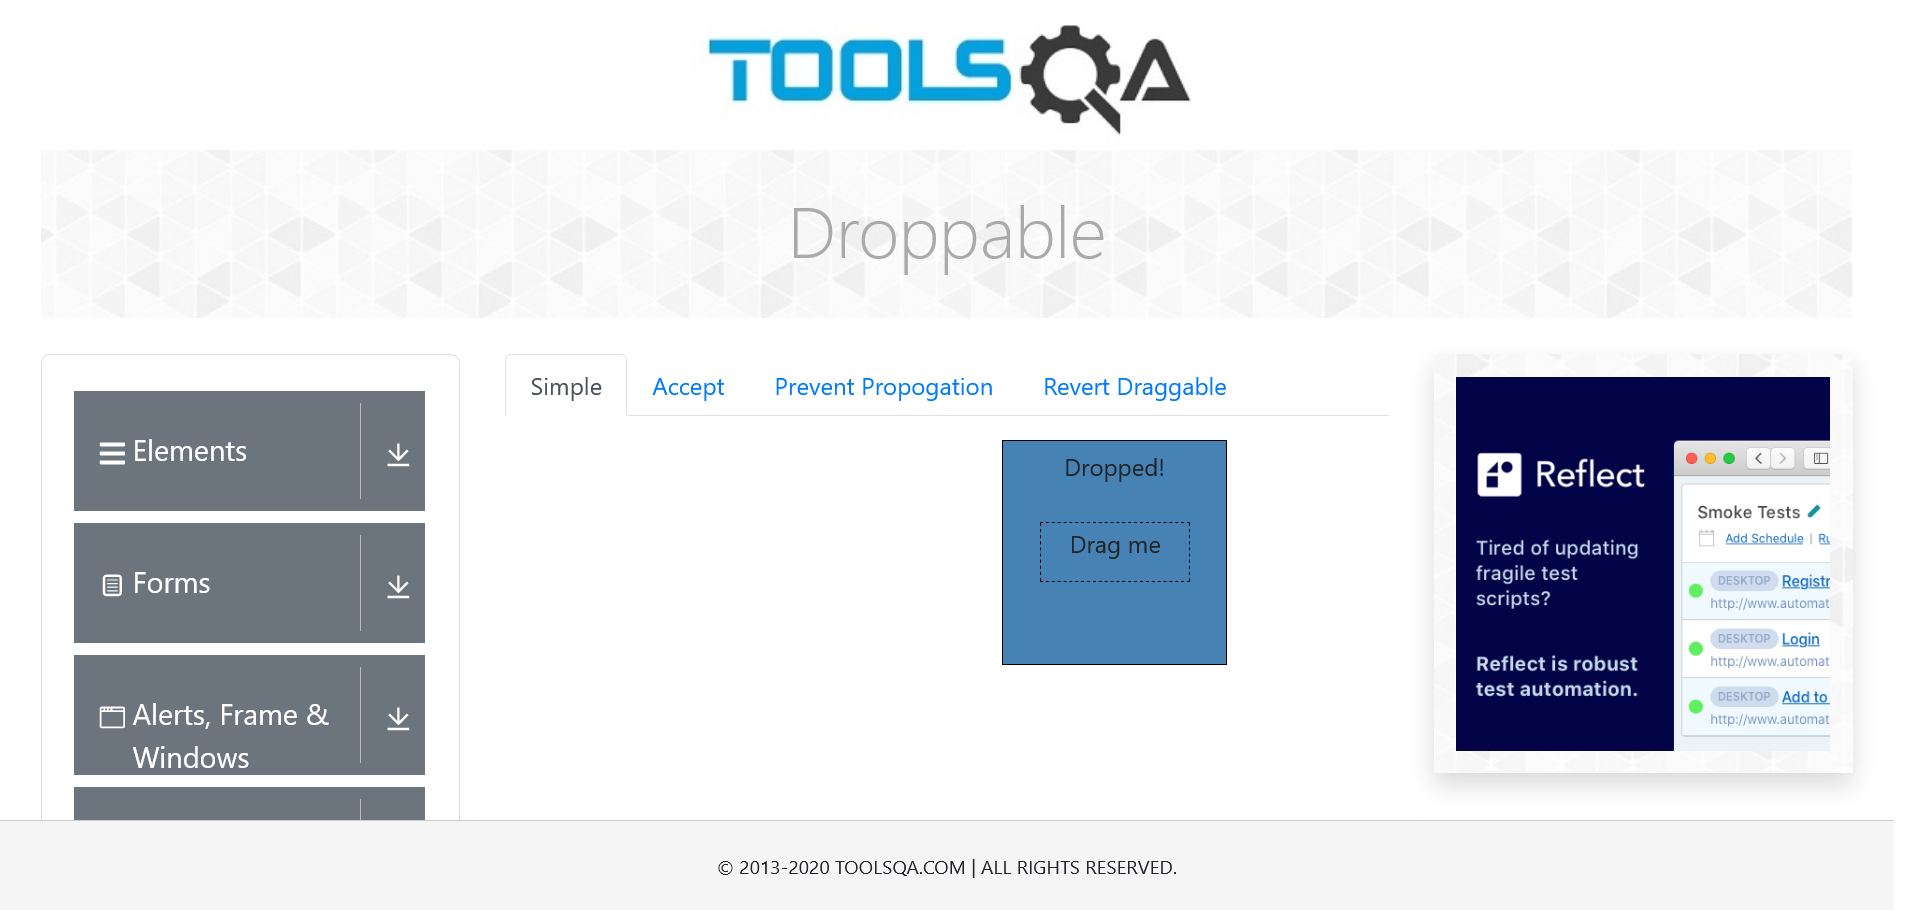 TOOLSQA
Droppable
Elements
Forms
Alerts, Frame &
Windows
Simple
Accept
Prevent Propogation
Revert Draggable
Dropped!
Drag me
Reflect
Tired of updating
fragile test
scripts?
Reflect is robust
test automation.
Smoke Tests
Add Schedule |
DESKTOP
http://www.automat
DESKTOP Login
http://www.automat
DESKTOP Add to
http://www.automat
© 2013-2020 TOOLSQA.COM | ALL RIGHTS RESERVED.